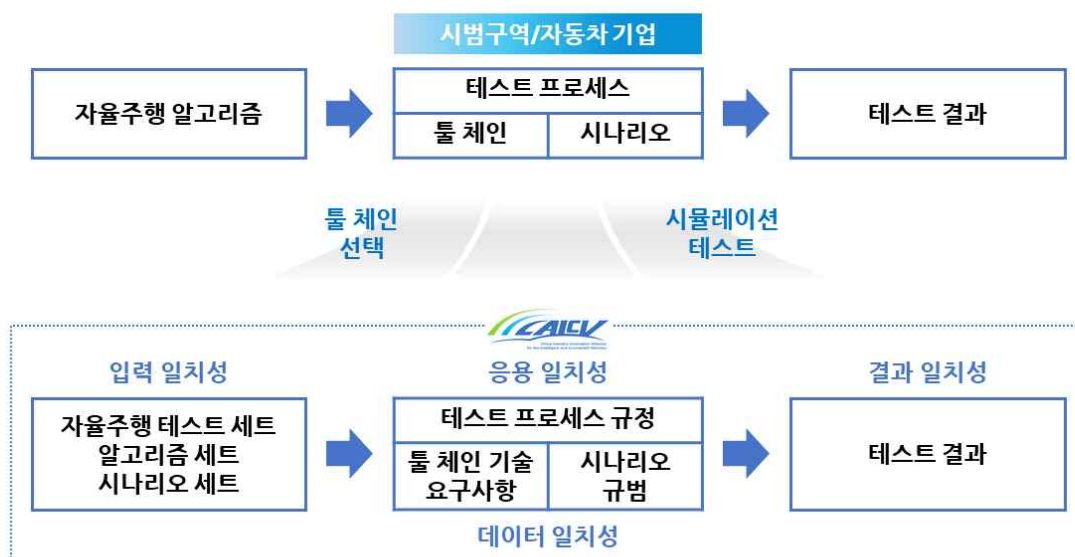 시범구역/자동차 기업
자율주행 알고리즘
테스트 프로세스
툴 체인
시나리오
테스트 결과
툴 체인
선택
시뮬레이션
테스트
CAICV
입력 일치성
응용 일치성
결과 일치성
자율주행 테스트 세트
알고리즘 세트
시나리오 세트
테스트 프로세스 규정
툴 체인 기술
요구사항
시나리오
규범
테스트 결과
데이터 일치성